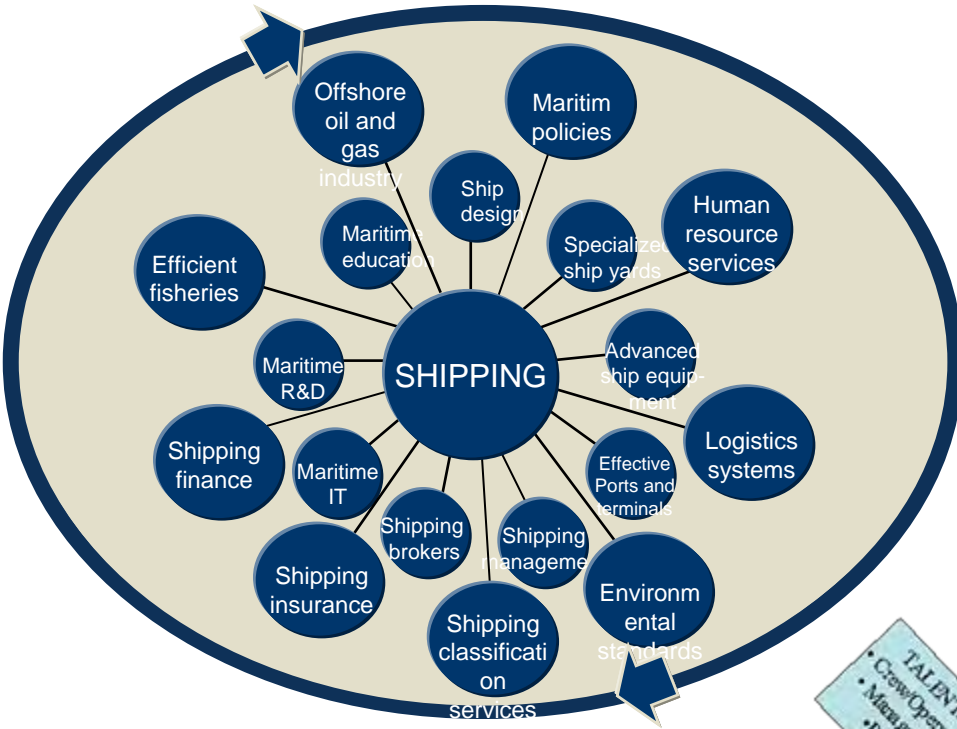 Offshore
oil and
gas
industry
Maritim
policies
Ship
design
Human
resource
services
Maritime
education
Specialized
ship yards
Efficient
fisheries
Advanced
ship equip-
ment
Maritime
R&D
SHIPPING
Logistics
systems
Shipping
finance
Maritime
IT
Effective
Ports and
terminals
Shipping
brokers
Shipping
manageme
Shipping
insurance
Environm
ental
standards
Shipping
classificati
on
services
TALENT
• Crew/Opera
• Manag